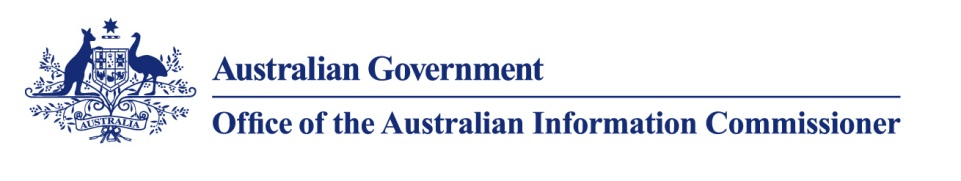 Australian Government
Office of the Australian Information Commissioner
AUSTRALIA